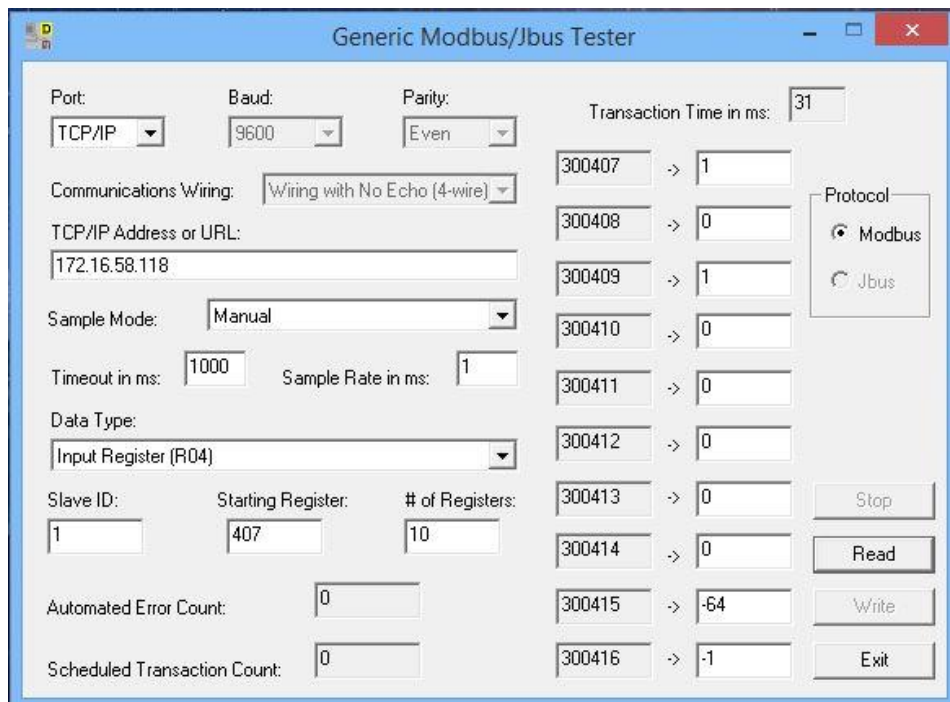 Generic Modbus/Jbus Tester
Port:
TCP/IP
Baud:
9600
Parity:
Even
Communications Wiring:
Wiring with No Echo (4-wire)
TCP/IP Address or URL:
172.16.58.118
Sample Mode:
Manual
Timeout in ms:
1000
Sample Rate in ms:
1
Data Type:
Input Register (R04)
Slave ID:
1
Starting Register:
407
# of Registers:
10
Automated Error Count:
0
Scheduled Transaction Count:
0
Transaction Time in ms:
31
300407 -> 1
300408 -> 0
300409 -> 1
300410 -> 0
300411 -> 0
300412 -> 0
300413 -> 0
300414 -> 0
300415 -> -64
300416 -> -1
Protocol
Modbus
Jbus
Stop
Read
Write
Exit